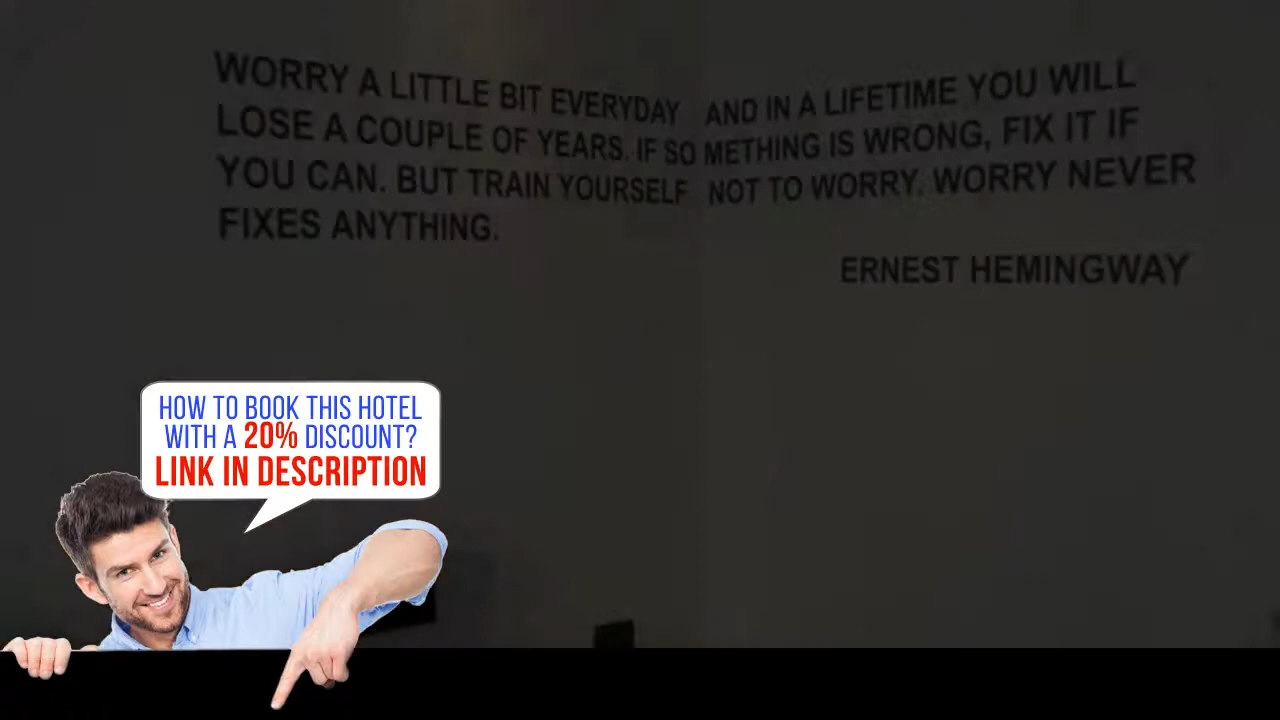 WORRY A LITTLE BIT EVERYDAY AND IN A LIFETIME YOU WILL
LOSE A COUPLE OF YEARS. IF SOMETHING IS WRONG, FIX IT IF
YOU CAN. BUT TRAIN YOURSELF NOT TO WORRY. WORRY NEVER
FIXES ANYTHING.
ERNEST HEMINGWAY
HOW TO BOOK THIS HOTEL
WITH A 20% DISCOUNT?
LINK IN DESCRIPTION